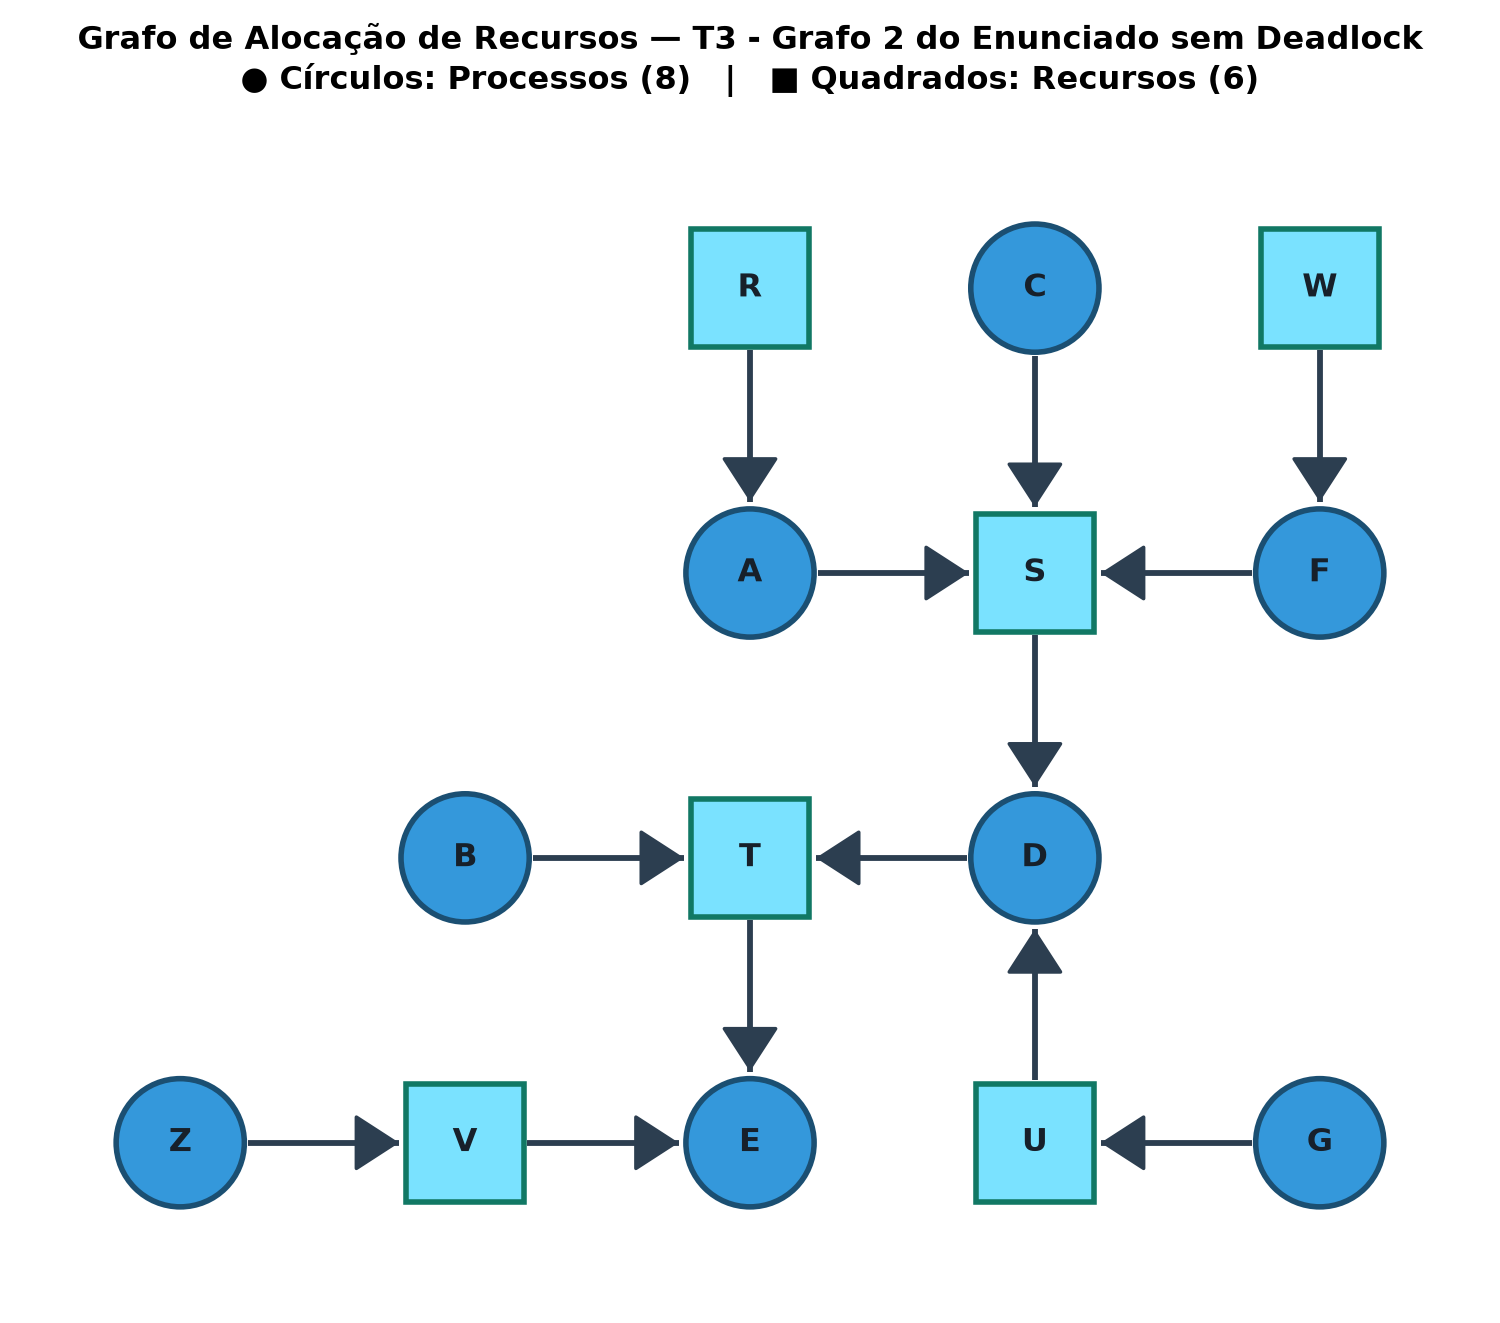 Grafo de Alocação de Recursos — T3 - Grafo 2 do Enunciado sem Deadlock
● Círculos: Processos (8) | ■ Quadrados: Recursos (6)
R C W
A S F
B T D
Z V E U G